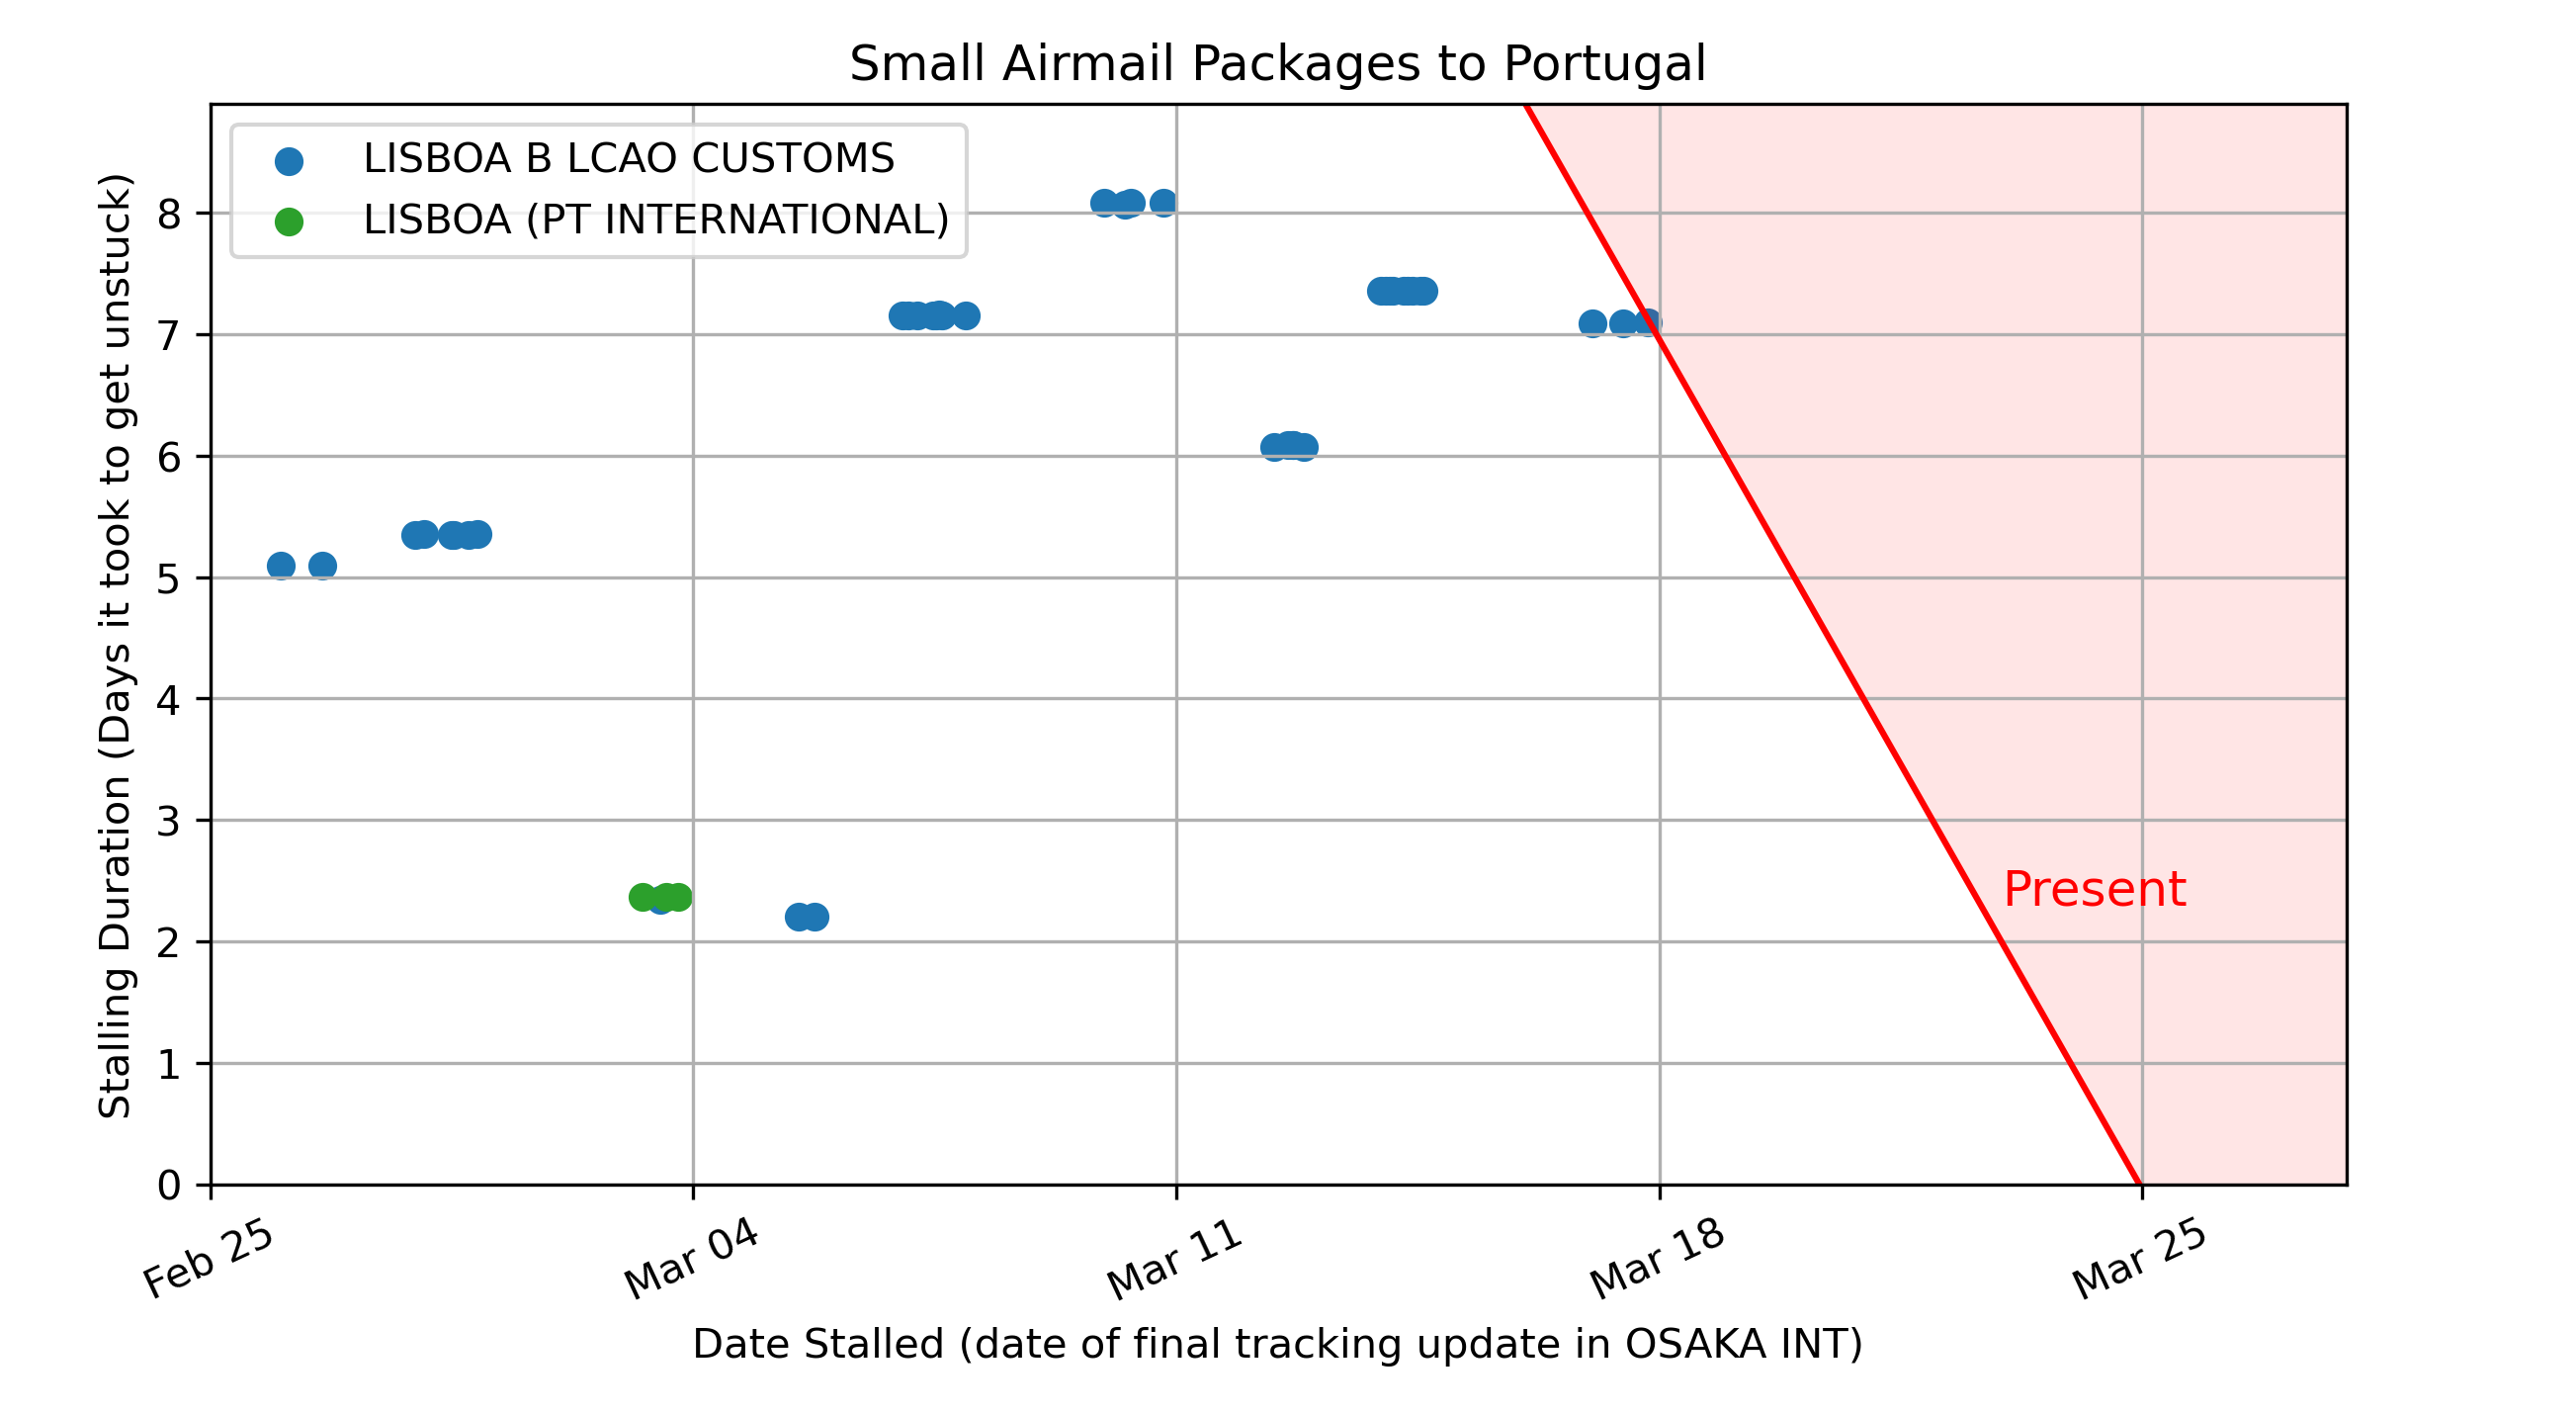 Small Airmail Packages to Portugal
LISBOA B LCAO CUSTOMS
LISBOA (PT INTERNATIONAL)
Stalling Duration (Days it took to get unstuck)
8
7
6
5
4
3
2
1
0
Present
Feb 25
Mar 04
Mar 11
Mar 18
Mar 25
Date Stalled (date of final tracking update in OSAKA INT)